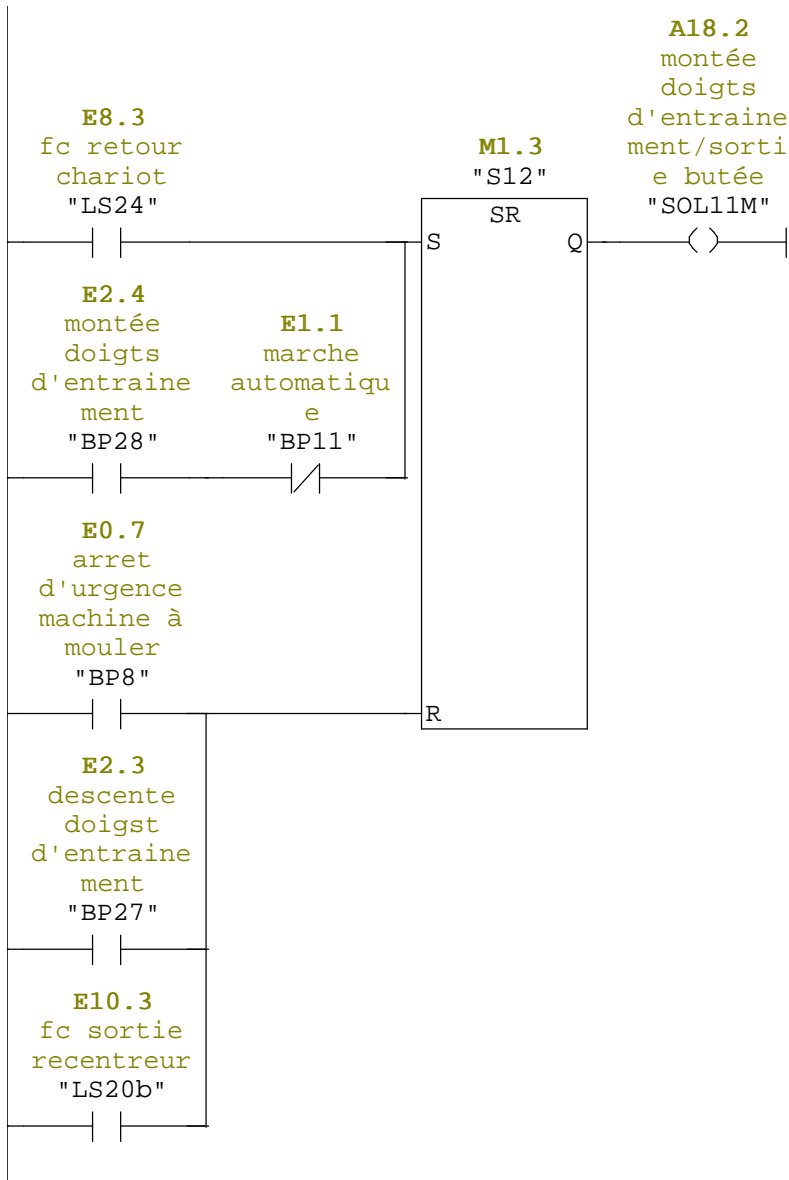 A18.2
montée
doigts
d'entraine
ment/sorti
e butée
"SOL11M"
E8.3
fc retour
chariot
"LS24"
M1.3
"S12"
SR
S
Q
E2.4
montée
doigts
d'entraine
ment
"BP28"
E1.1
marche
automatiqu
e
"BP11"
E0.7
arret
d'urgence
machine à
mouler
"BP8"
R
E2.3
descente
doigst
d'entraine
ment
"BP27"
E10.3
fc sortie
recentreur
"LS20b"